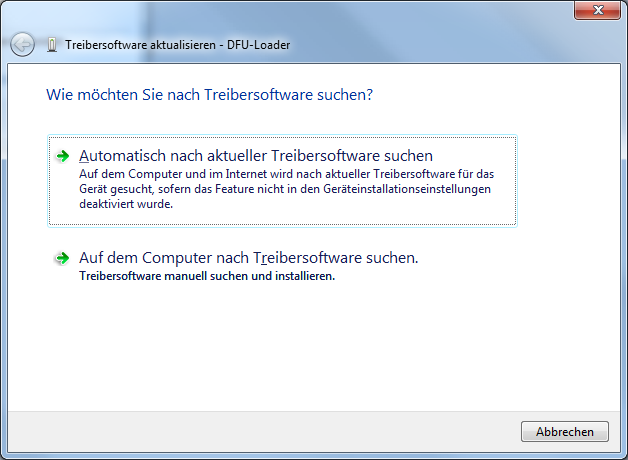 Treibersoftware aktualisieren - DFU-Loader
Wie möchten Sie nach Treibersoftware suchen?
Automatisch nach aktueller Treibersoftware suchen
Auf dem Computer und im Internet wird nach aktueller Treibersoftware für das
Gerät gesucht, sofern das Feature nicht in den Geräteinstallationseinstellungen
deaktiviert wurde.
Auf dem Computer nach Treibersoftware suchen.
Treibersoftware manuell suchen und installieren.
Abbrechen